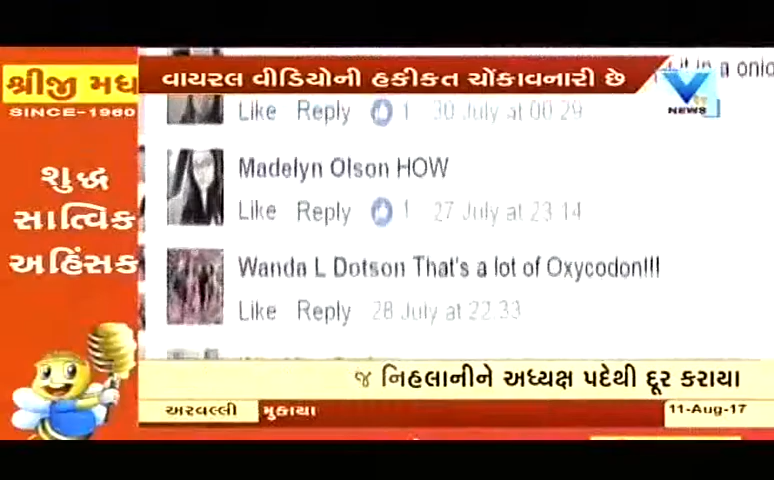 શ્રીજી મધ
SINCE-1960
શુદ્ધ
સાત્વિક
અહિંસક
વાયરલ વીડિયોની હકીકત ચોંકાવનારી છે
NEWS
Like Reply 1 30 July at 00:29
Madelyn Olson HOW
Like Reply 1 27 July at 23:14
Wanda L Dotson That's a lot of Oxycodon!!!
Like Reply 28 July at 22:33
જ નિહલાનીને અધ્યક્ષ પદેથી દૂર કરાયા
અરવલ્લી મુકાયા
11-Aug-17